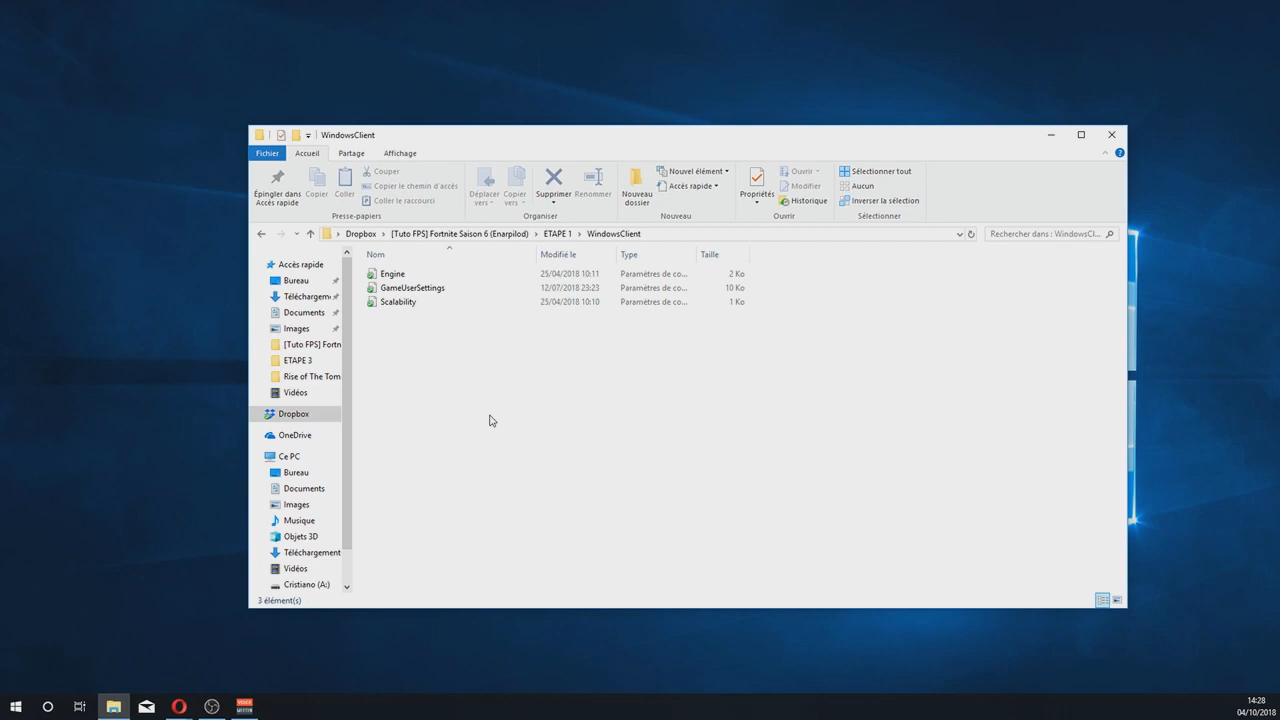 WindowsClient
Fichier Accueil Partage Affichage
Épingler dans
Accès rapide
Copier
Coller
Couper
Copier le chemin d'accès
Coller le raccourci
Presse-papiers
Déplacer
vers
Copier
vers
Supprimer
Renommer
Organiser
Nouveau
dossier
Nouvel élément
Accès rapide
Nouveau
Propriétés
Ouvrir
Modifier
Historique
Ouvrir
Sélectionner tout
Aucun
Inverser la sélection
Sélectionner
Dropbox > [Tuto FPS] Fortnite Saison 6 (Enarpilod) > ETAPE 1 > WindowsClient
Rechercher dans : WindowsCl...
Nom Modifié le Type Taille
Engine 25/04/2018 10:11 Paramètres de co... 2 Ko
GameUserSettings 12/07/2018 23:23 Paramètres de co... 10 Ko
Scalability 25/04/2018 10:10 Paramètres de co... 1 Ko
Accès rapide
Bureau
Téléchargem
Documents
Images
[Tuto FPS] Fortn
ETAPE 3
Rise of The Tom
Vidéos
Dropbox
OneDrive
Ce PC
Bureau
Documents
Images
Musique
Objets 3D
Téléchargement
Vidéos
Cristiano (A:)
3 élément(s)
14:28
04/10/2018